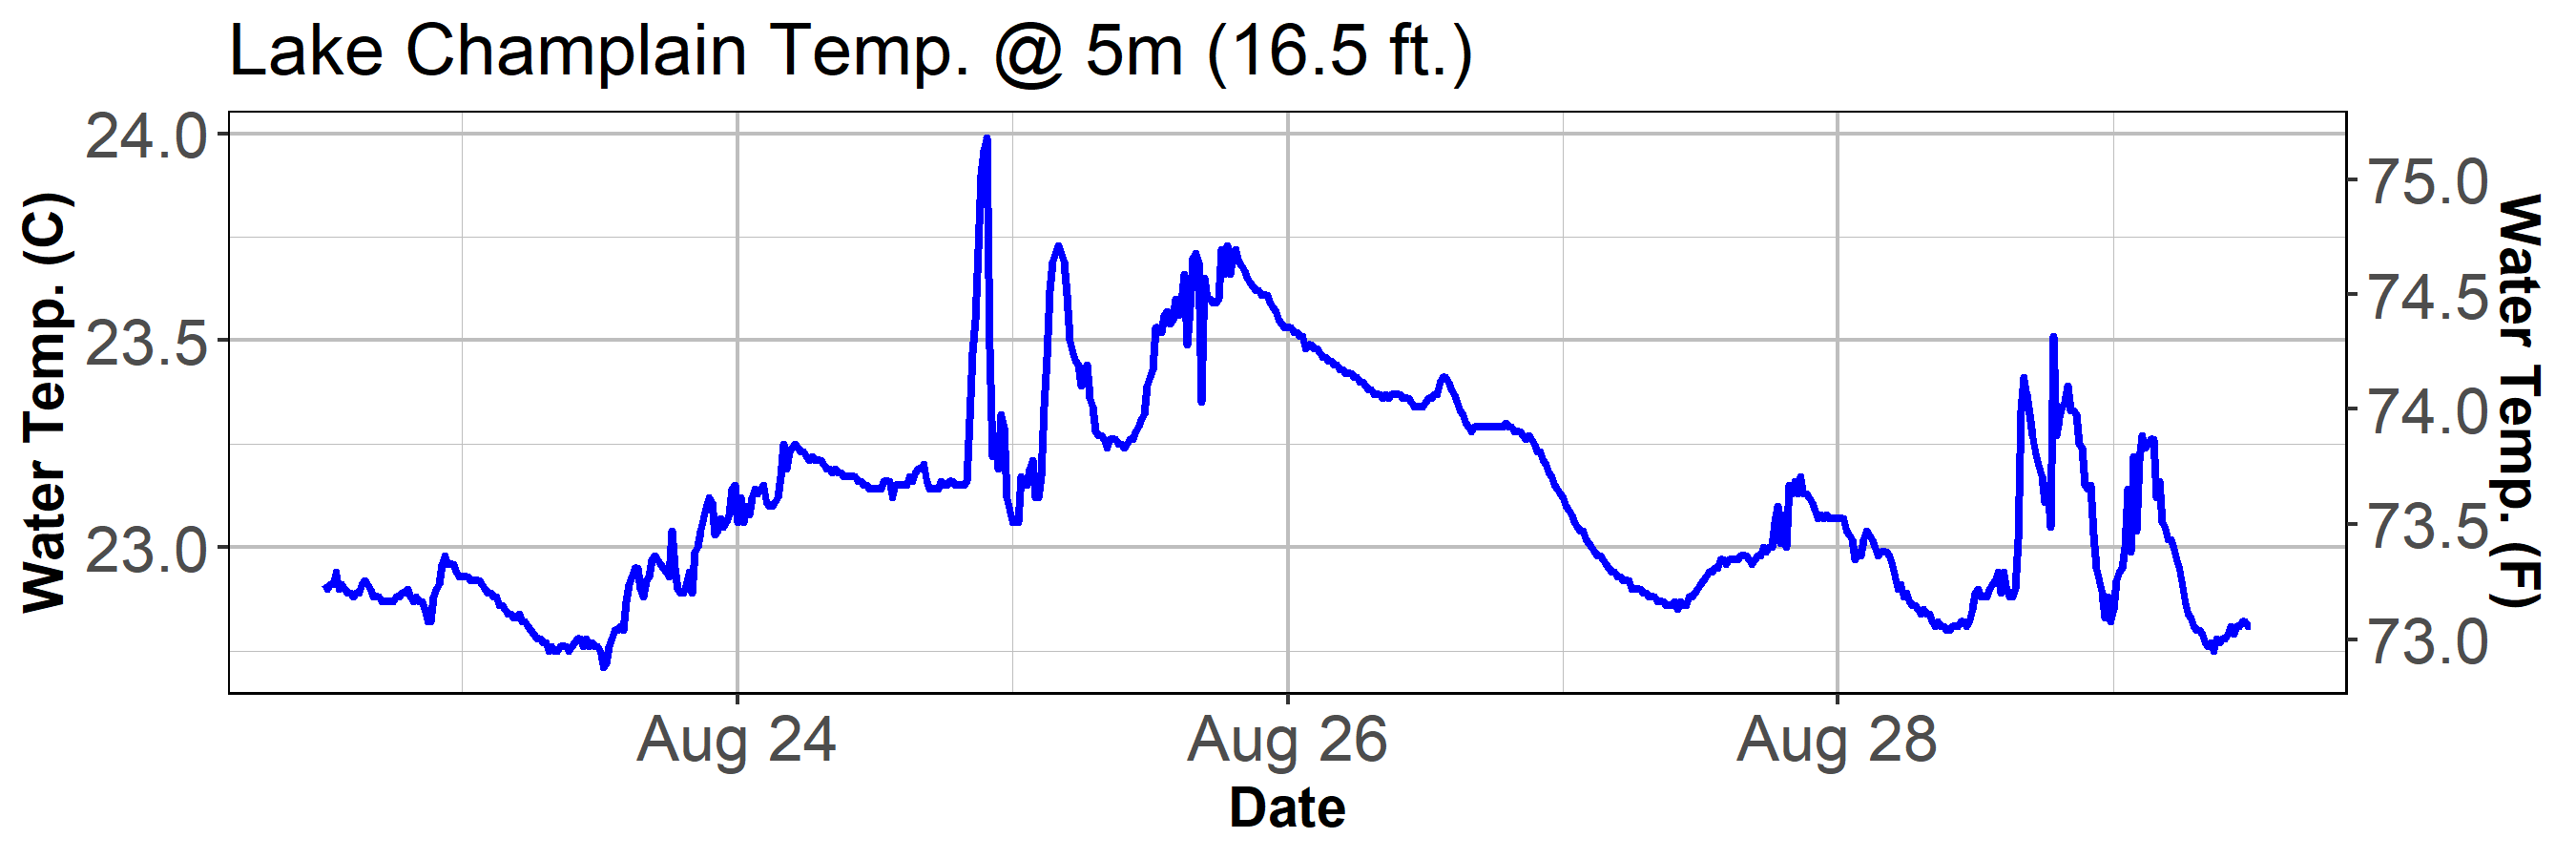 Lake Champlain Temp. @ 5m (16.5 ft.)
Water Temp. (C)
24.0
23.5
23.0
75.0
74.5
74.0
73.5
73.0
Water Temp. (F)
Aug 24
Aug 26
Aug 28
Date